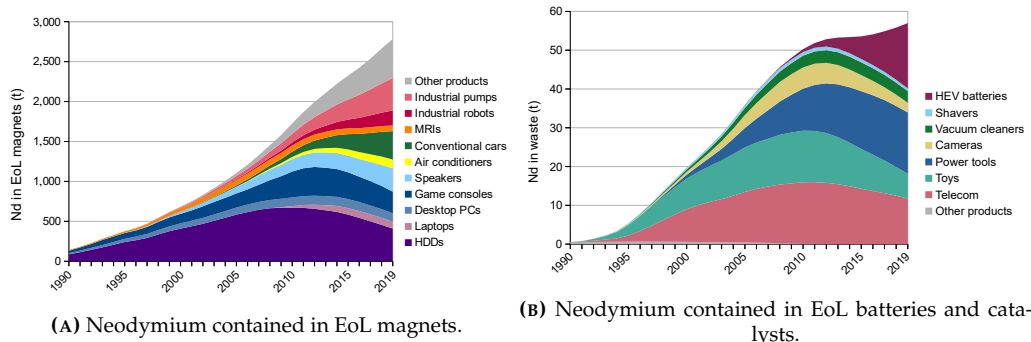 3,000
2,500
2,000
1,500
1,000
500
0
Nd in EoL magnets (t)
1990
1995
2000
2005
2010
2015
2019
Other products
Industrial pumps
Industrial robots
MRIs
Conventional cars
Air conditioners
Speakers
Game consoles
Desktop PCs
Laptops
HDDs
(A) Neodymium contained in EoL magnets.
60
50
40
30
20
10
0
Nd in waste (t)
1990
1995
2000
2005
2010
2015
2019
HEV batteries
Shavers
Vacuum cleaners
Cameras
Power tools
Toys
Telecom
Other products
(B) Neodymium contained in EoL batteries and cata-
lysts.